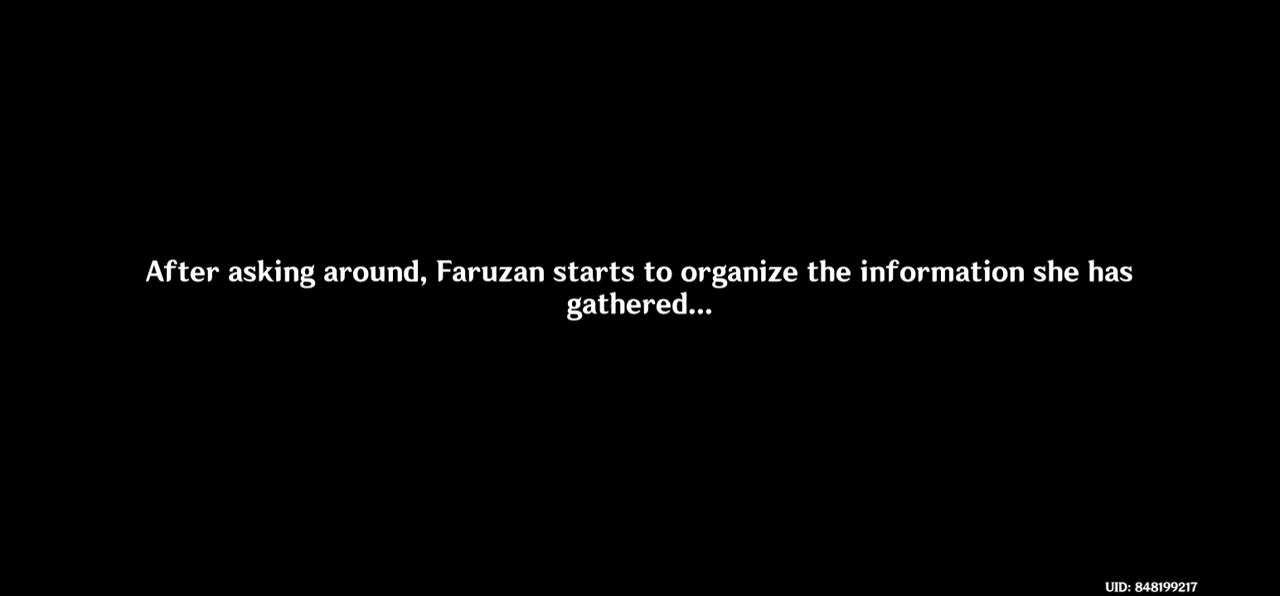 After asking around, Faruzan starts to organize the information she has
gathered...
UID: 848199217